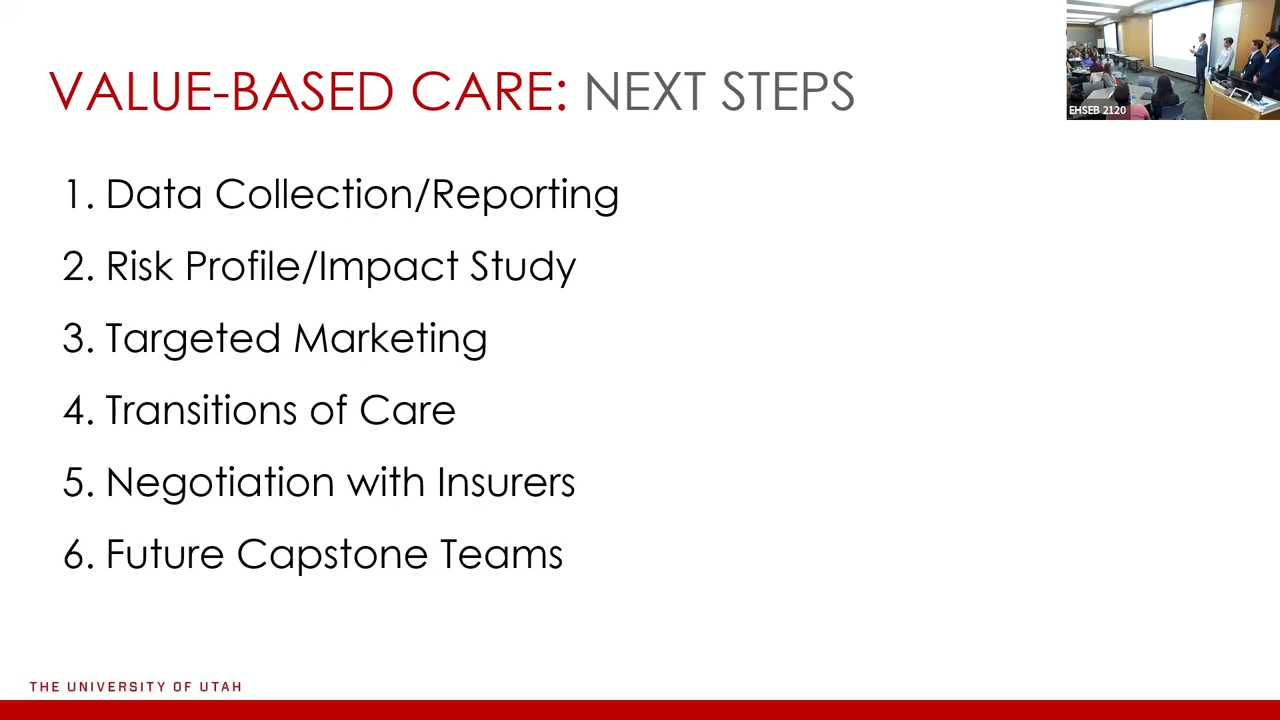 VALUE-BASED CARE: NEXT STEPS
EHSEB 2120
1. Data Collection/Reporting
2. Risk Profile/Impact Study
3. Targeted Marketing
4. Transitions of Care
5. Negotiation with Insurers
6. Future Capstone Teams
THE UNIVERSITY OF UTAH